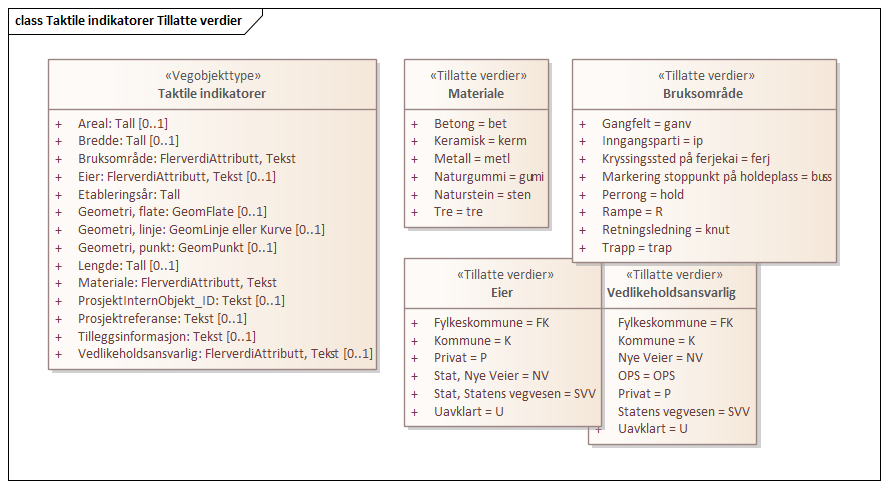 class Taktile indikatorer Tillatte verdier
«Vegobjekttype»
Taktile indikatorer
+ Areal: Tall [0..1]
+ Bredde: Tall [0..1]
+ Bruksområde: FlerverdiAttributt, Tekst
+ Eier: FlerverdiAttributt, Tekst [0..1]
+ Etableringsår: Tall
+ Geometri, flate: GeomFlate [0..1]
+ Geometri, linje: GeomLinje eller Kurve [0..1]
+ Geometri, punkt: GeomPunkt [0..1]
+ Lengde: Tall [0..1]
+ Materiale: FlerverdiAttributt, Tekst
+ ProsjektInternObjekt_ID: Tekst [0..1]
+ Prosjektreferanse: Tekst [0..1]
+ Tilleggsinformasjon: Tekst [0..1]
+ Vedlikeholdsansvarlig: FlerverdiAttributt, Tekst [0..1]
«Tillatte verdier»
Materiale
+ Betong = bet
+ Keramisk = kerm
+ Metall = metl
+ Naturgummi = gumi
+ Naturstein = sten
+ Tre = tre
«Tillatte verdier»
Bruksområde
+ Gangfelt = ganv
+ Inngangsparti = ip
+ Kryssingssted på ferjekai = ferj
+ Markering stoppunkt på holdeplass = buss
+ Perrong = hold
+ Rampe = R
+ Retningsledning = knut
+ Trapp = trap
«Tillatte verdier»
Eier
+ Fylkeskommune = FK
+ Kommune = K
+ Privat = P
+ Stat, Nye Veier = NV
+ Stat, Statens vegvesen = SVV
+ Uavklart = U
«Tillatte verdier»
Vedlikeholdsansvarlig
Fylkeskommune = FK
Kommune = K
Nye Veier = NV
OPS = OPS
Privat = P
Statens vegvesen = SVV
+ Uavklart = U